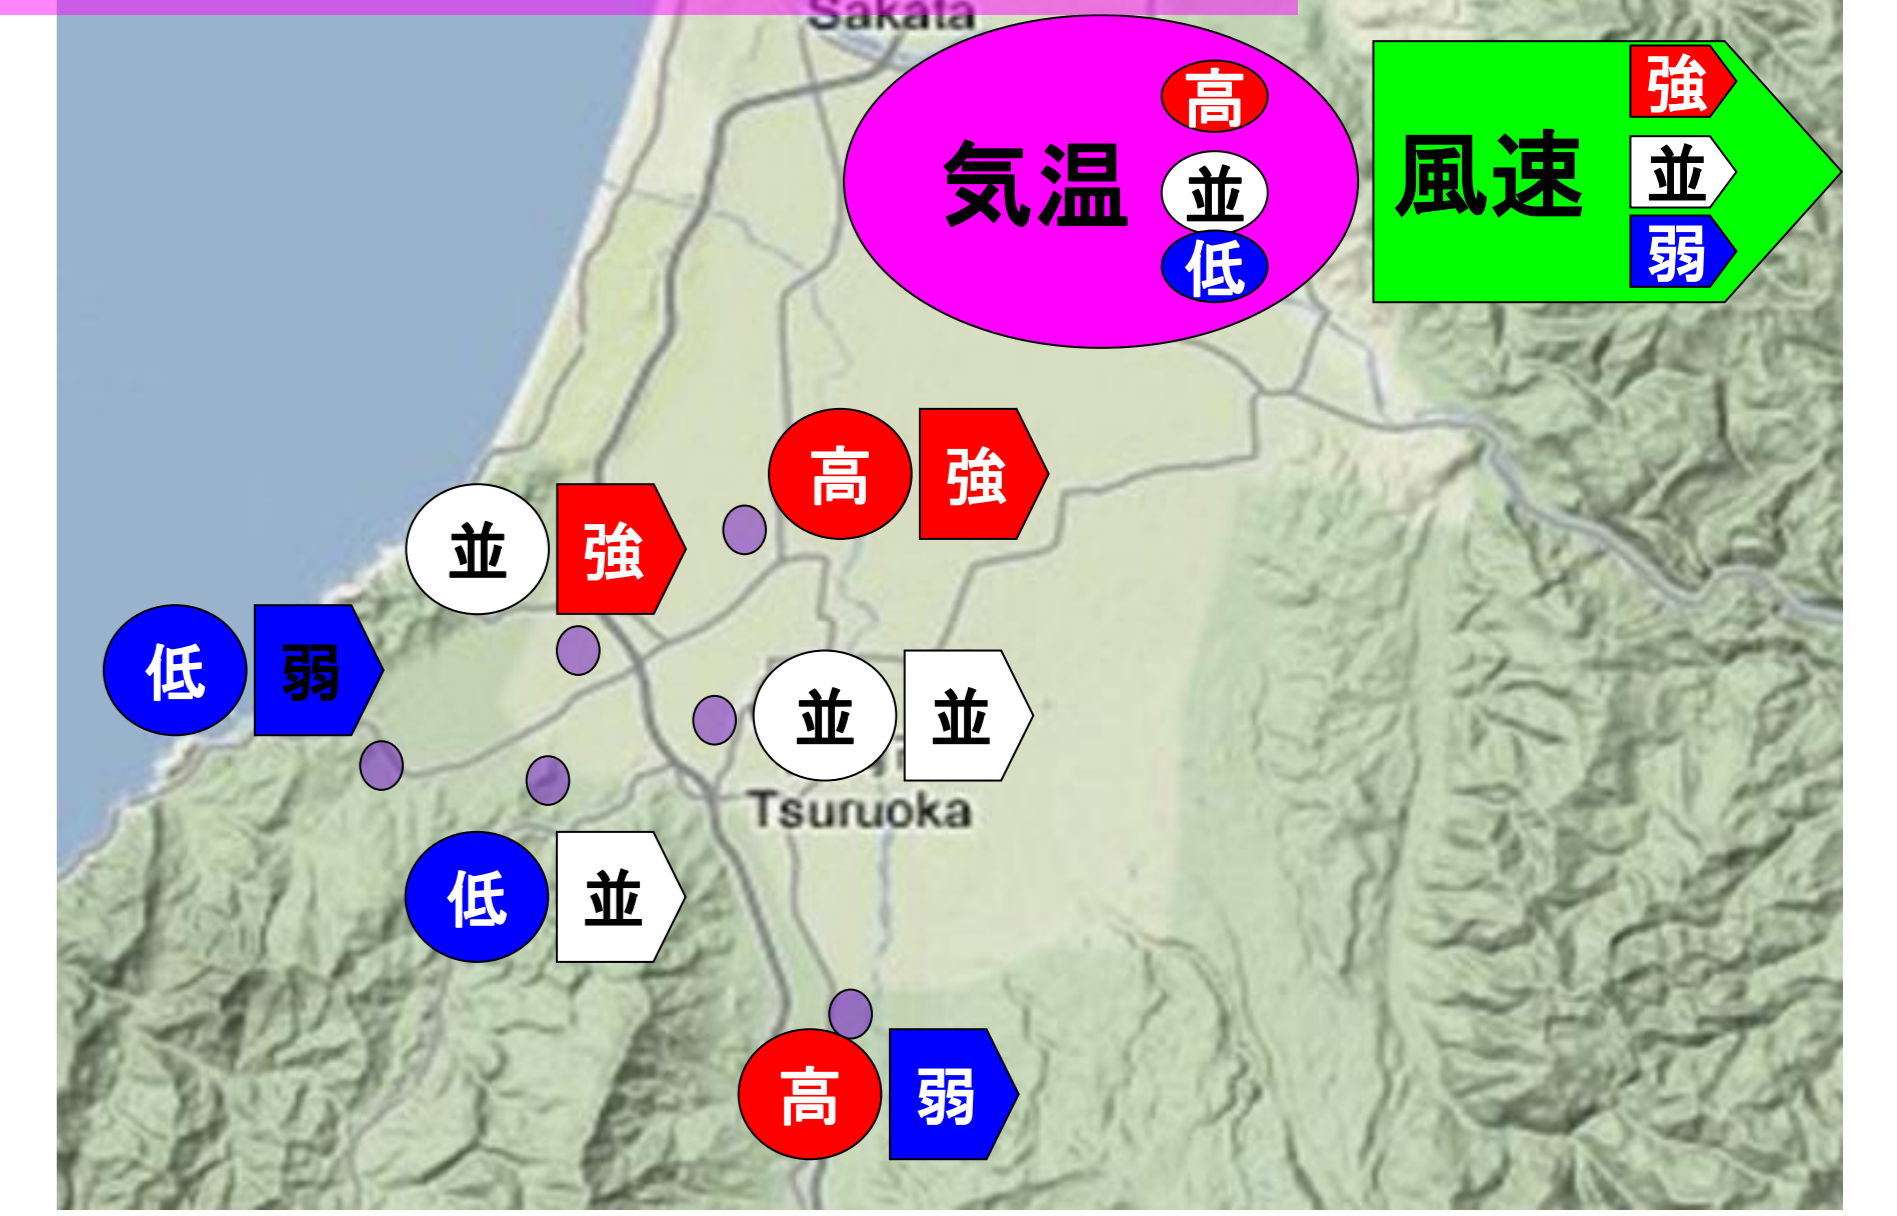 Sakata
気温
高
並
低
風速
強
並
弱
高 強
並 強
低 弱
並 並
Tsuruoka
低 並
高 弱